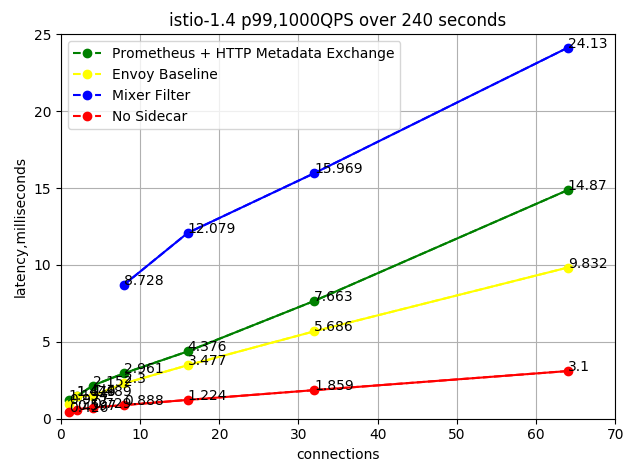 istio-1.4 p99,1000QPS over 240 seconds
Prometheus + HTTP Metadata Exchange
Envoy Baseline
Mixer Filter
No Sidecar
latency,milliseconds
25
20
15
10
5
0
24.13
15.969
14.87
12.079
9.832
8.728
7.663
5.686
4.376
3.477
2.961
2.3
3.1
1.859
1.224
0.888
0 10 20 30 40 50 60 70
connections